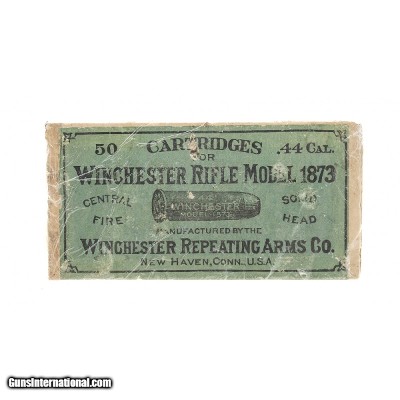 50 CARTRIDGES .44 CAL.
FOR
WINCHESTER RIFLE MODEL 1873
CENTRAL FIRE
WINCHESTER
MODEL 1873
SOLID HEAD
MANUFACTURED BY THE
WINCHESTER REPEATING ARMS CO.
NEW HAVEN, CONN., U.S.A.
GunsInternational.com